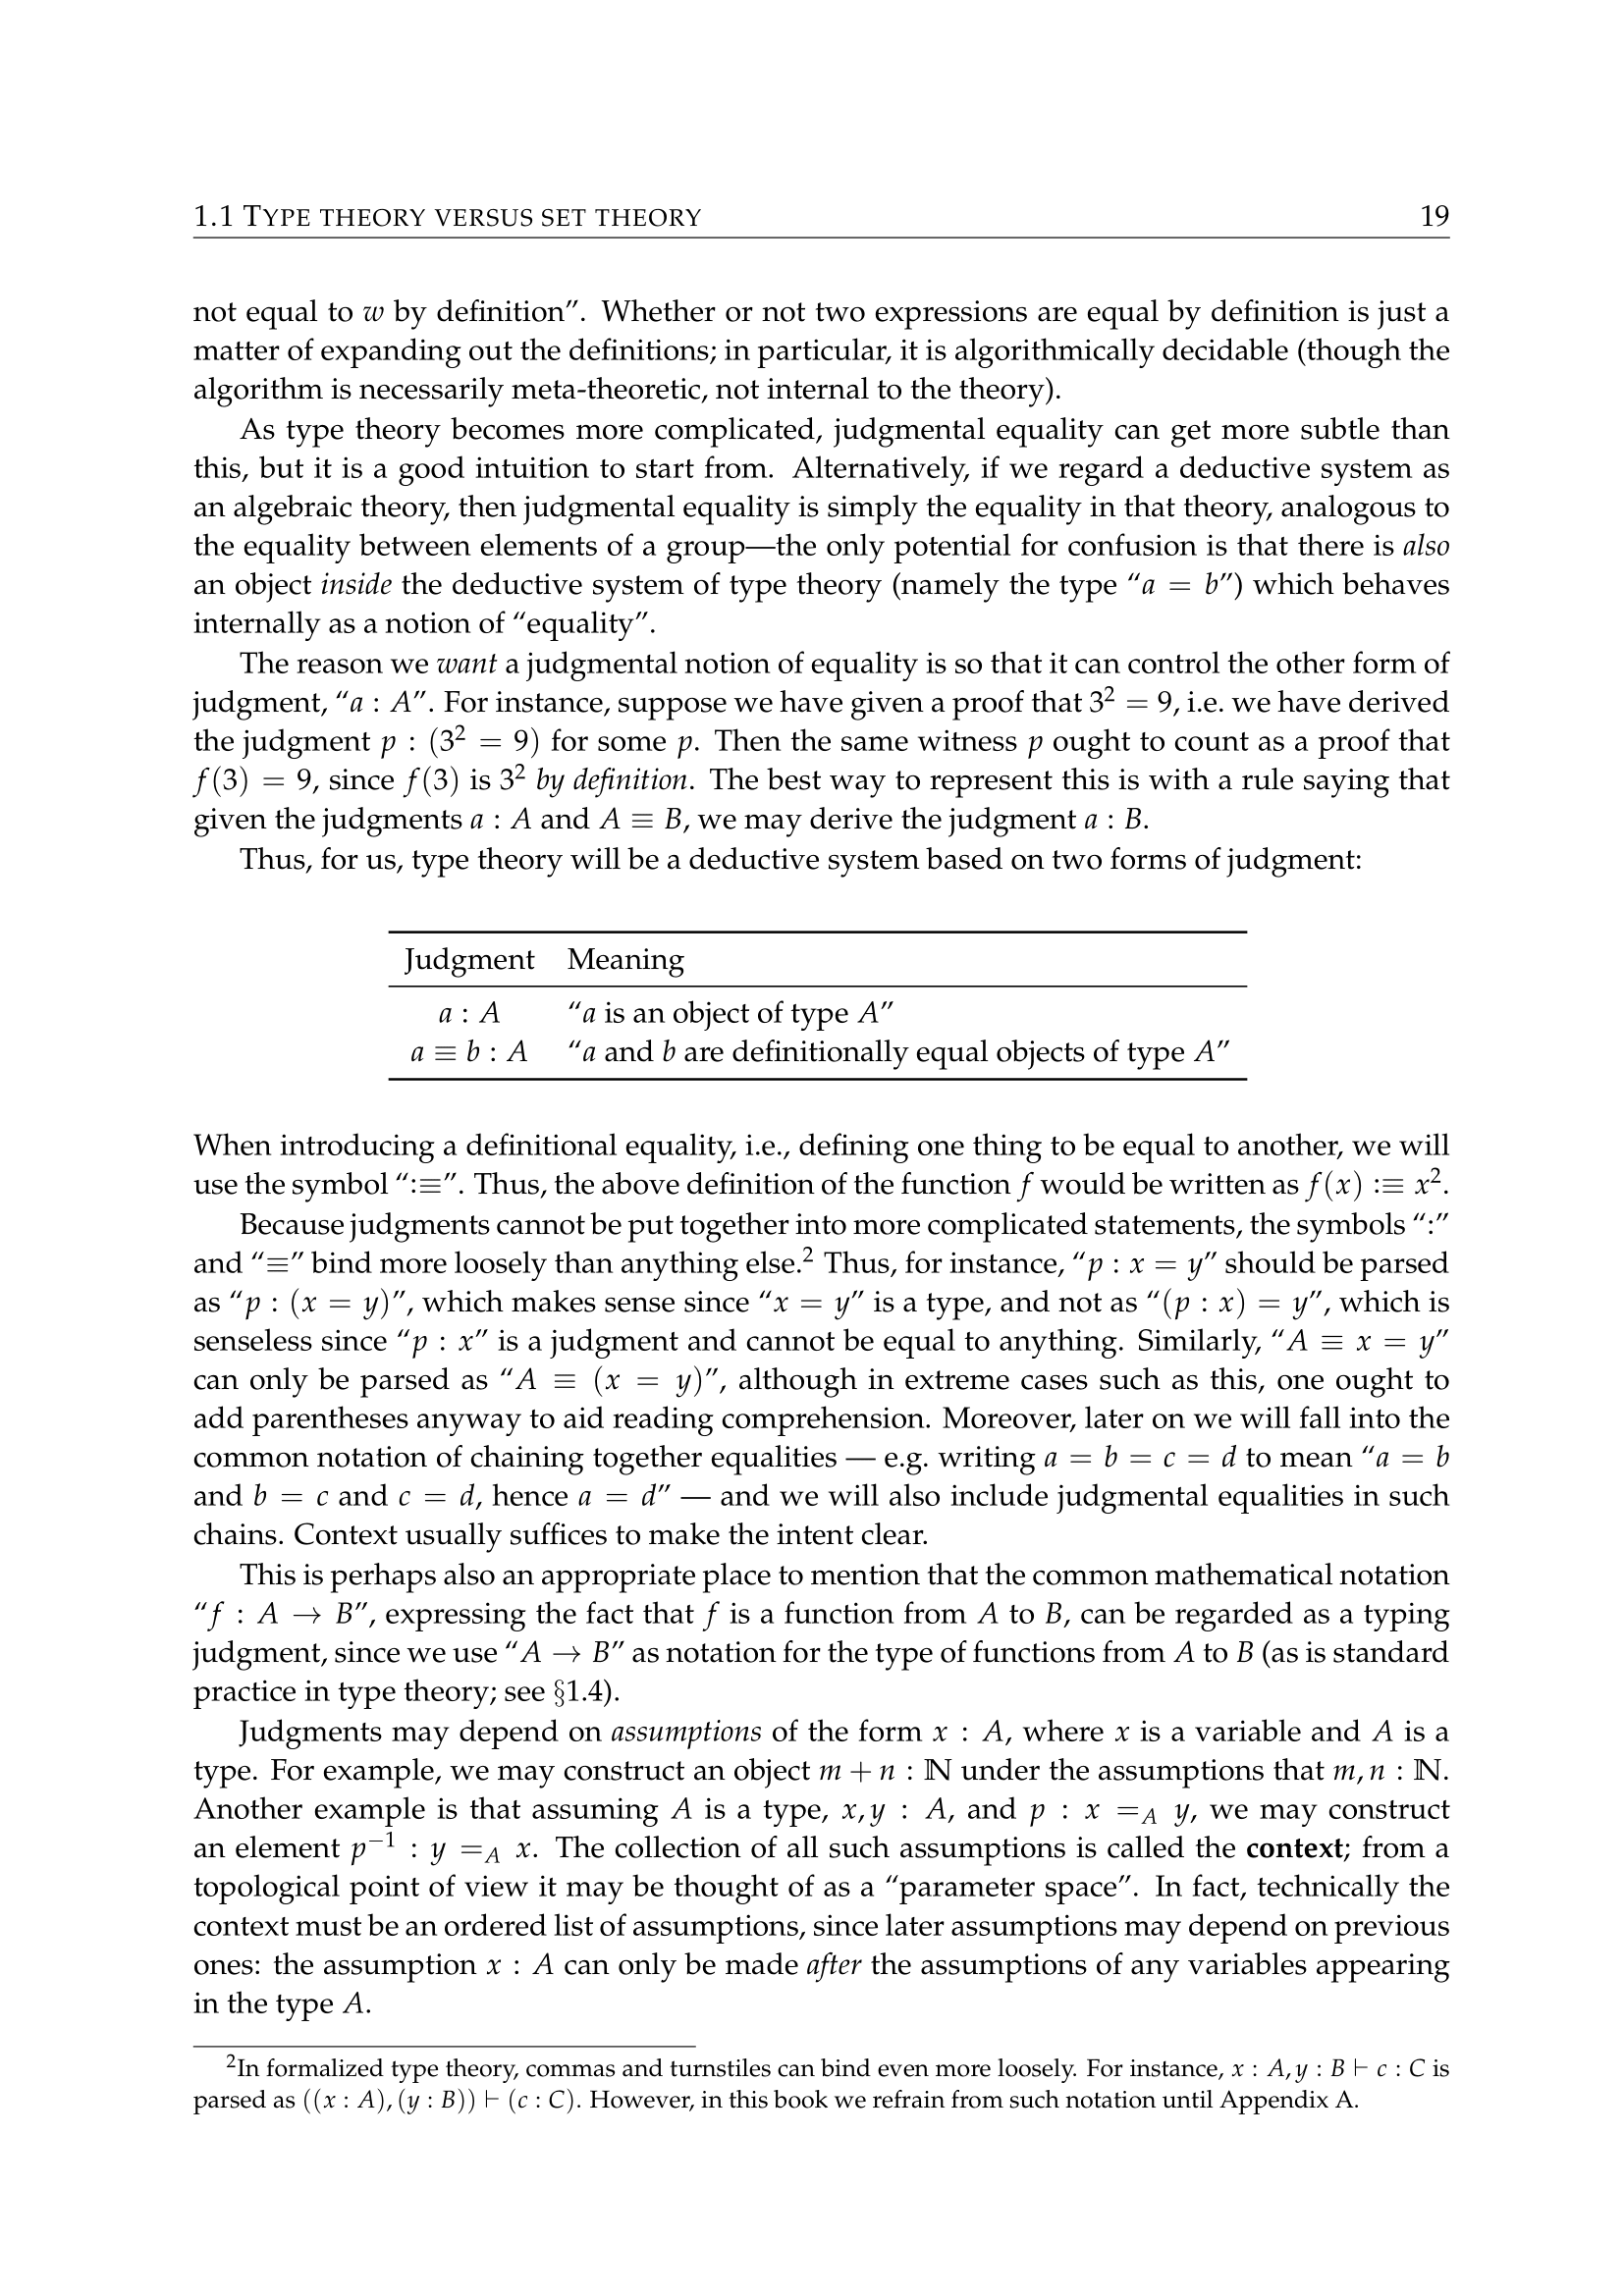 1.1 TYPE THEORY VERSUS SET THEORY 19
not equal to w by definition”. Whether or not two expressions are equal by definition is just a
matter of expanding out the definitions; in particular, it is algorithmically decidable (though the
algorithm is necessarily meta-theoretic, not internal to the theory).
As type theory becomes more complicated, judgmental equality can get more subtle than
this, but it is a good intuition to start from. Alternatively, if we regard a deductive system as
an algebraic theory, then judgmental equality is simply the equality in that theory, analogous to
the equality between elements of a group—the only potential for confusion is that there is also
an object inside the deductive system of type theory (namely the type “a = b”) which behaves
internally as a notion of “equality”.
The reason we want a judgmental notion of equality is so that it can control the other form of
judgment, “a : A”. For instance, suppose we have given a proof that 3² = 9, i.e. we have derived
the judgment p : (3² = 9) for some p. Then the same witness p ought to count as a proof that
f(3) = 9, since f(3) is 3² by definition. The best way to represent this is with a rule saying that
given the judgments a : A and A ≡ B, we may derive the judgment a : B.
Thus, for us, type theory will be a deductive system based on two forms of judgment:
Judgment Meaning
a : A “a is an object of type A”
a ≡ b : A “a and b are definitionally equal objects of type A”
When introducing a definitional equality, i.e., defining one thing to be equal to another, we will
use the symbol “:≡”. Thus, the above definition of the function f would be written as f(x) :≡ x².
Because judgments cannot be put together into more complicated statements, the symbols “:”
and “≡” bind more loosely than anything else.² Thus, for instance, “p : x = y” should be parsed
as “p : (x = y)”, which makes sense since “x = y” is a type, and not as “(p : x) = y”, which is
senseless since “p : x” is a judgment and cannot be equal to anything. Similarly, “A ≡ x = y”
can only be parsed as “A ≡ (x = y)”, although in extreme cases such as this, one ought to
add parentheses anyway to aid reading comprehension. Moreover, later on we will fall into the
common notation of chaining together equalities — e.g. writing a = b = c = d to mean “a = b
and b = c and c = d, hence a = d” — and we will also include judgmental equalities in such
chains. Context usually suffices to make the intent clear.
This is perhaps also an appropriate place to mention that the common mathematical notation
“f : A → B”, expressing the fact that f is a function from A to B, can be regarded as a typing
judgment, since we use “A → B” as notation for the type of functions from A to B (as is standard
practice in type theory; see §1.4).
Judgments may depend on assumptions of the form x : A, where x is a variable and A is a
type. For example, we may construct an object m + n : ℕ under the assumptions that m, n : ℕ.
Another example is that assuming A is a type, x, y : A, and p : x =_A y, we may construct
an element p⁻¹ : y =_A x. The collection of all such assumptions is called the context; from a
topological point of view it may be thought of as a “parameter space”. In fact, technically the
context must be an ordered list of assumptions, since later assumptions may depend on previous
ones: the assumption x : A can only be made after the assumptions of any variables appearing
in the type A.
²In formalized type theory, commas and turnstiles can bind even more loosely. For instance, x : A, y : B ⊢ c : C is
parsed as ((x : A), (y : B)) ⊢ (c : C). However, in this book we refrain from such notation until Appendix A.